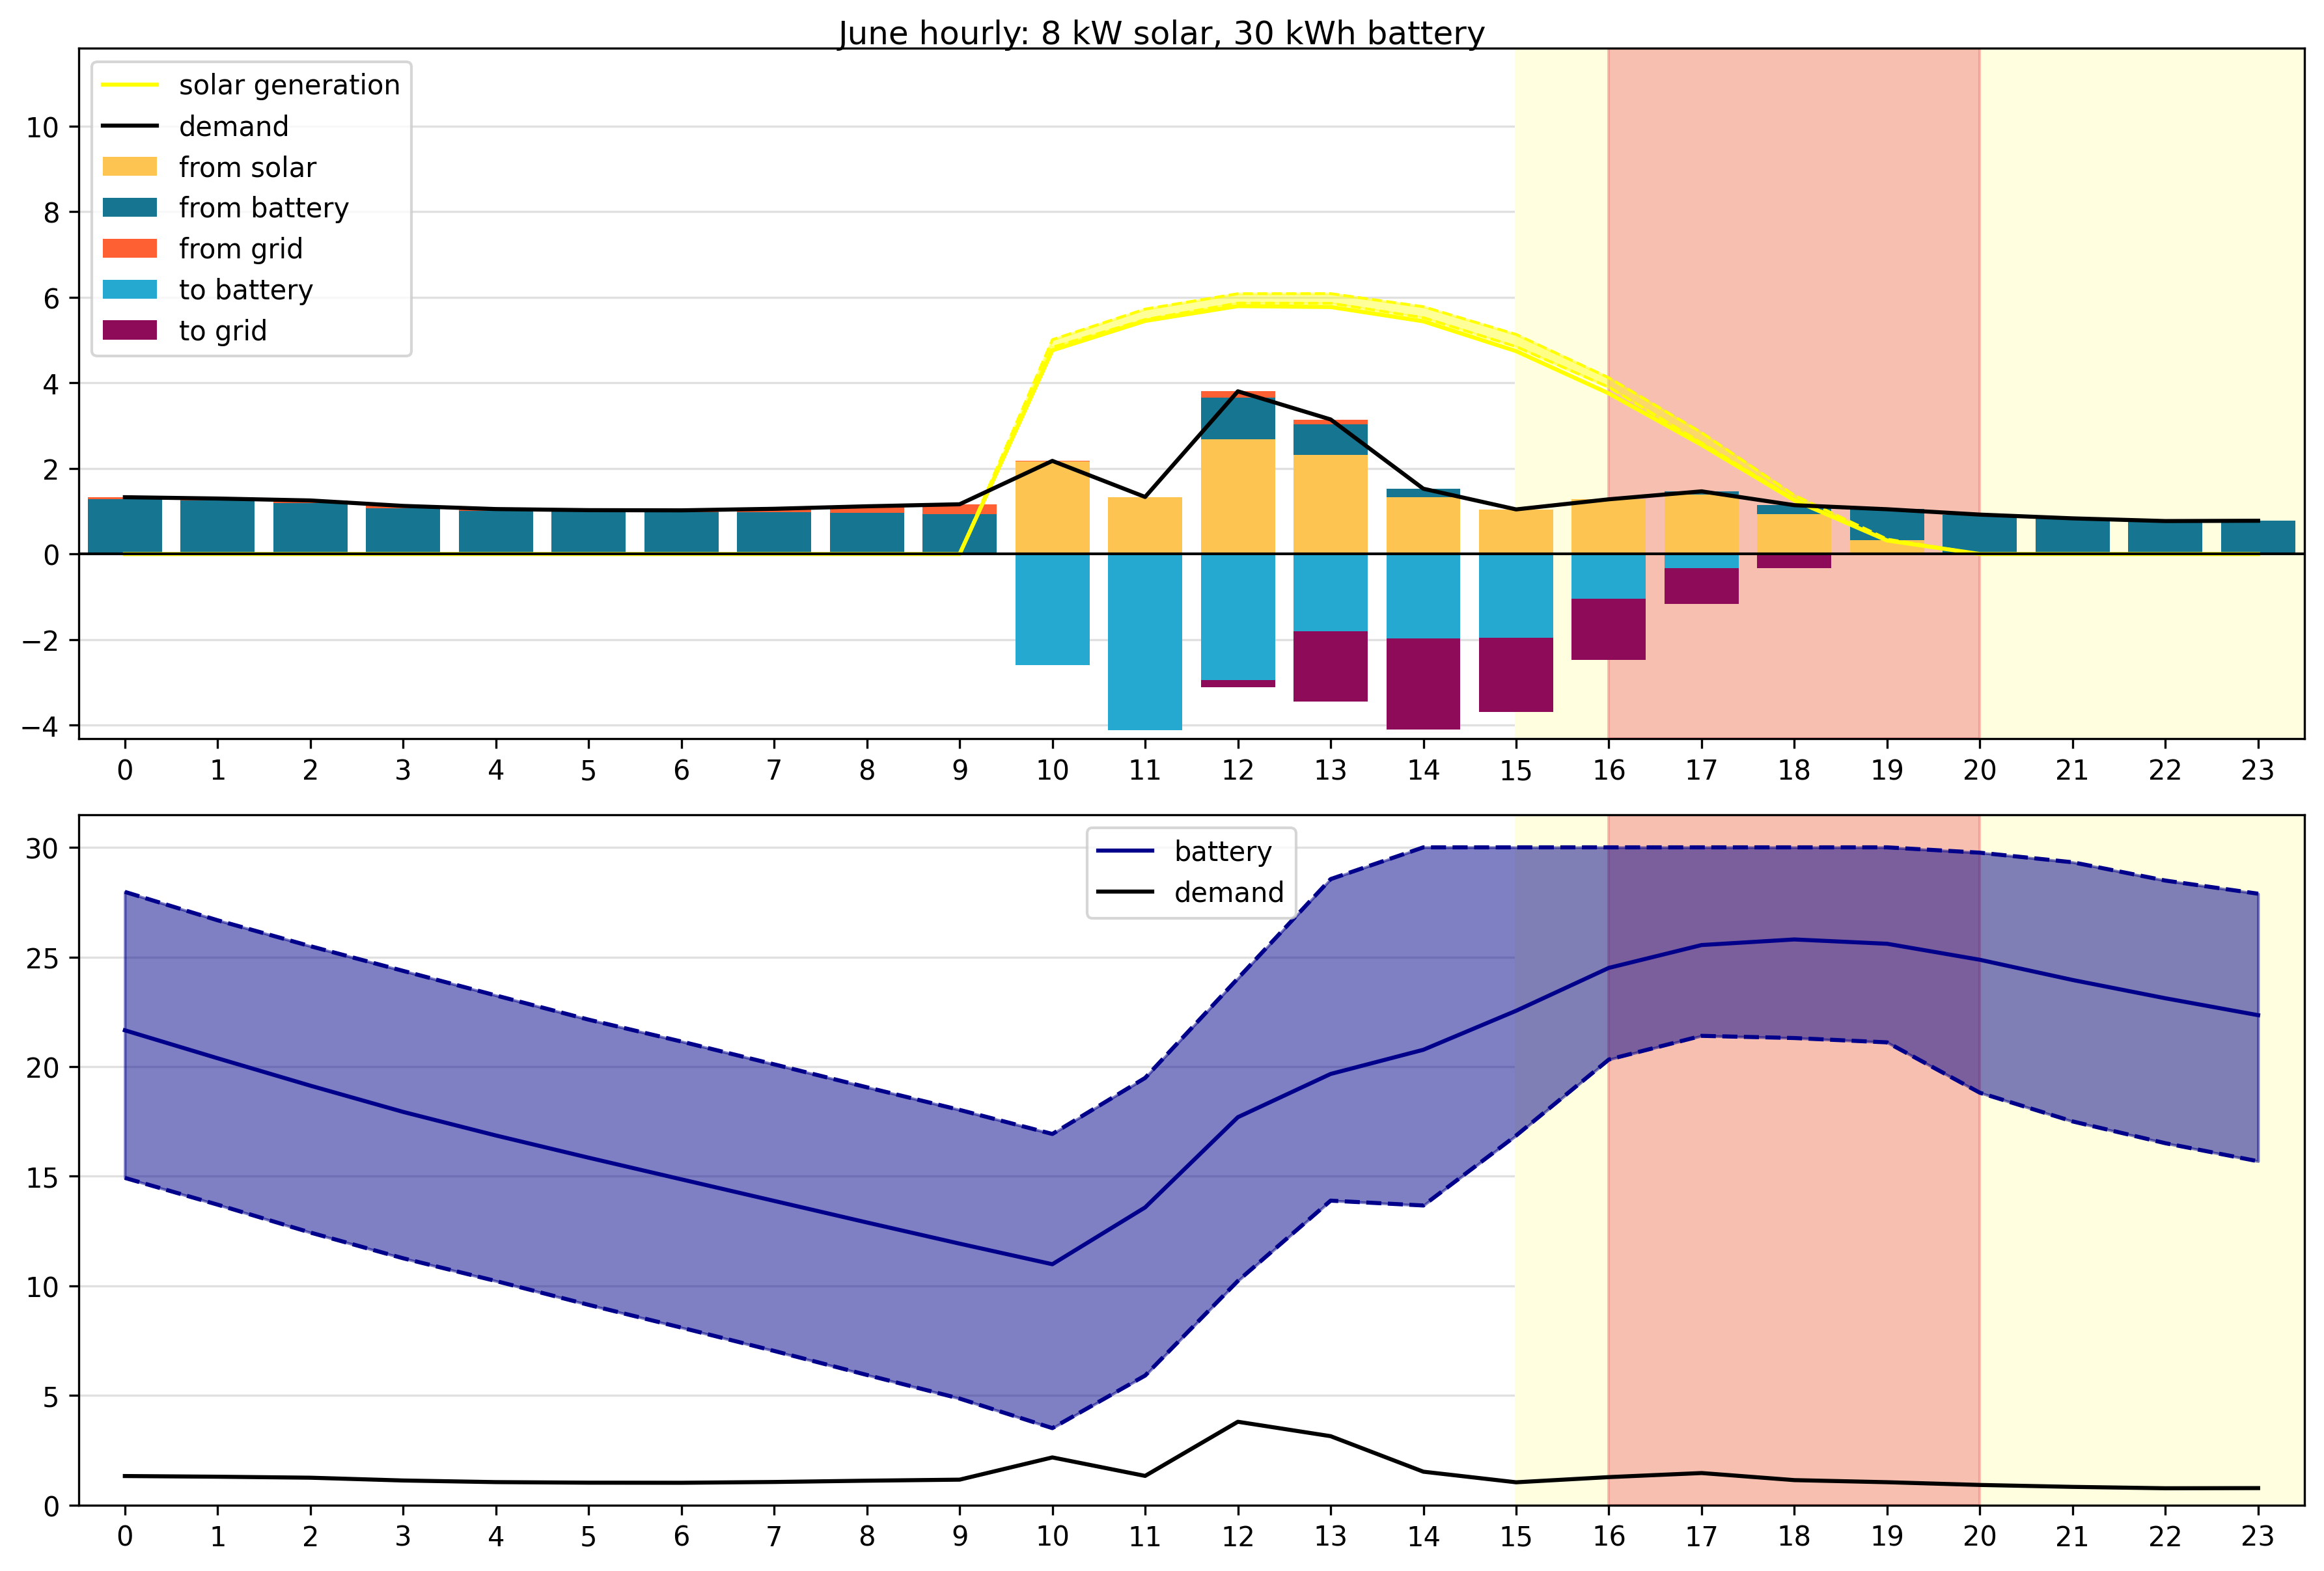 June hourly: 8 kW solar, 30 kWh battery
solar generation
demand
from solar
from battery
from grid
to battery
to grid
10
8
6
4
2
0
−2
−4
0 1 2 3 4 5 6 7 8 9 10 11 12 13 14 15 16 17 18 19 20 21 22 23
battery
demand
30
25
20
15
10
5
0
0 1 2 3 4 5 6 7 8 9 10 11 12 13 14 15 16 17 18 19 20 21 22 23